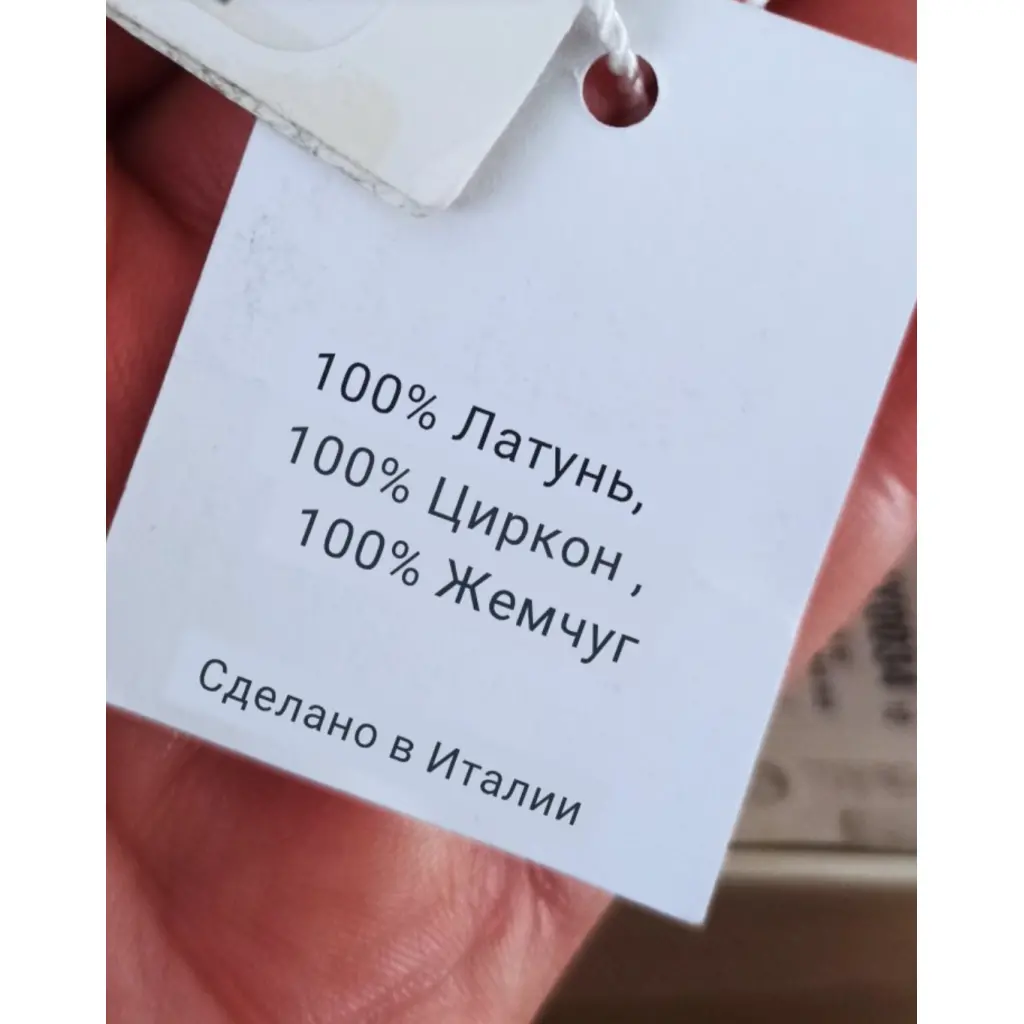 100% Латунь,
100% Циркон ,
100% Жемчуг
Сделано в Италии